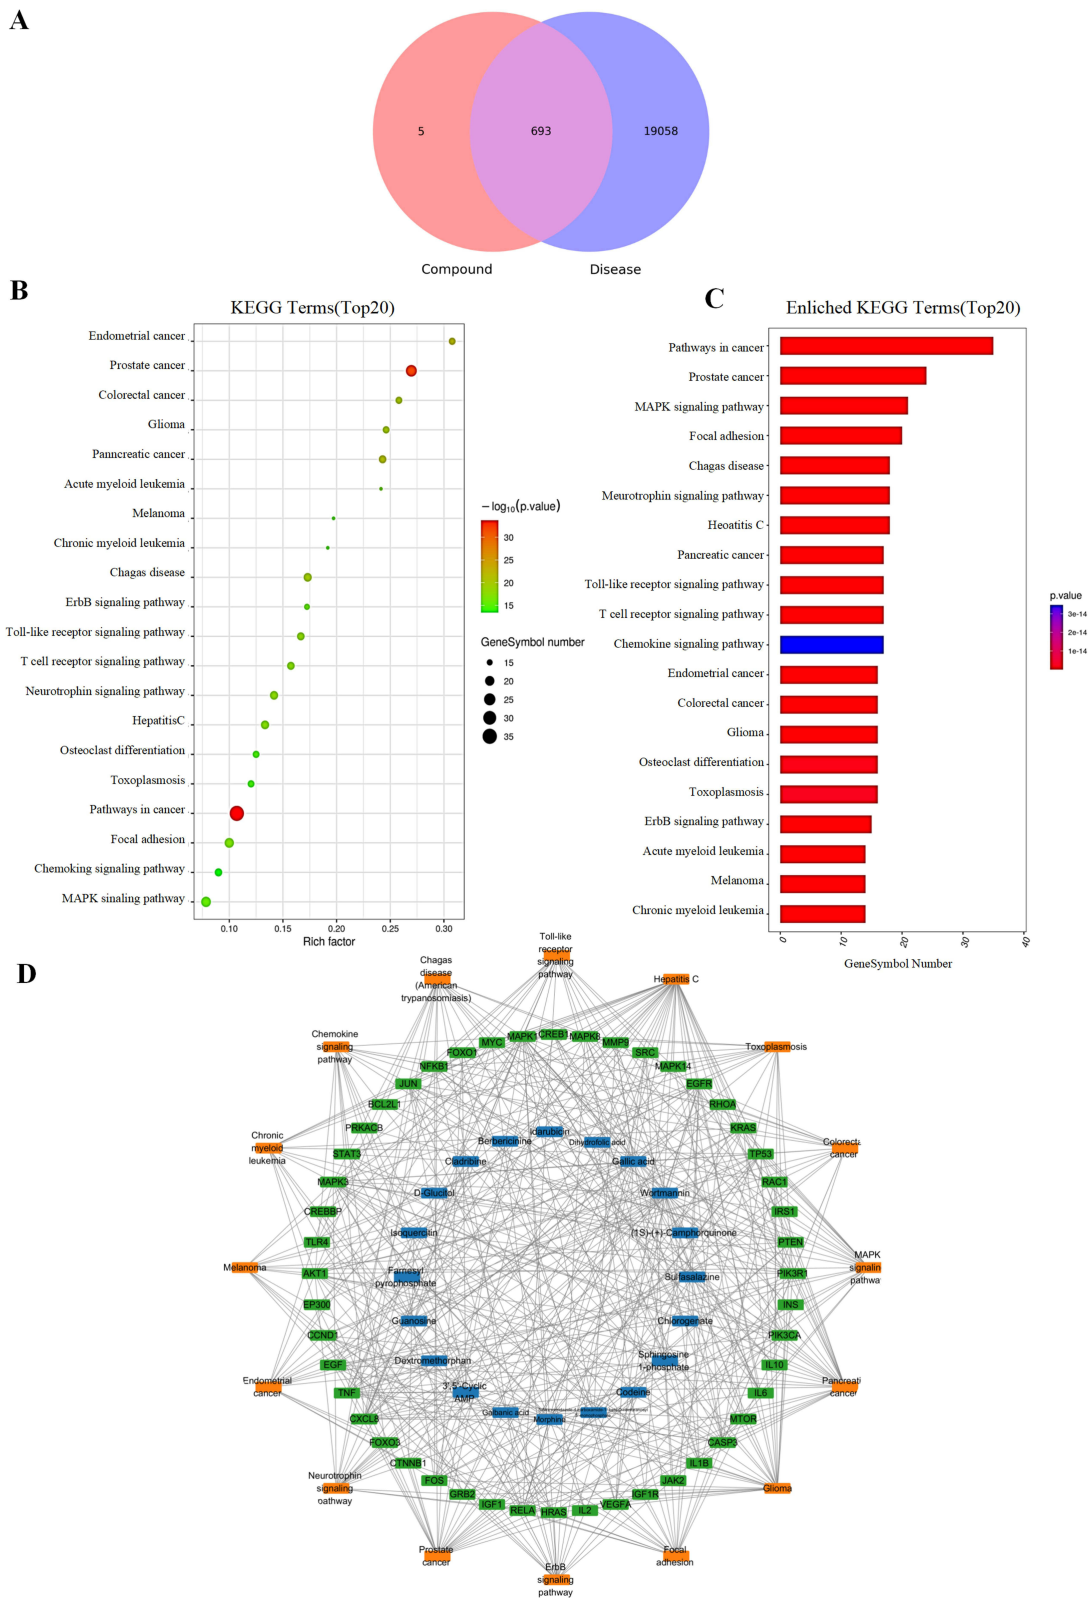 A
5
693
19058
Compound
Disease
B
KEGG Terms(Top20)
Endometrial cancer
Prostate cancer
Colorectal cancer
Glioma
Panncreatic cancer
Acute myeloid leukemia
Melanoma
Chronic myeloid leukemia
Chagas disease
ErbB signaling pathway
Toll-like receptor signaling pathway
T cell receptor signaling pathway
Neurotrophin signaling pathway
HepatitisC
Osteoclast differentiation
Toxoplasmosis
Pathways in cancer
Focal adhesion
Chemoking signaling pathway
MAPK sinaling pathway
0.10
0.15
0.20
0.25
0.30
Rich factor
−log10(p.value)
30
25
20
15
GeneSymbol number
15
20
25
30
35
C
Enliched KEGG Terms(Top20)
Pathways in cancer
Prostate cancer
MAPK signaling pathway
Focal adhesion
Chagas disease
Meurotrophin signaling pathway
Heoatitis C
Pancreatic cancer
Toll-like receptor signaling pathway
T cell receptor signaling pathway
Chemokine signaling pathway
Endometrial cancer
Colorectal cancer
Glioma
Osteoclast differentiation
Toxoplasmosis
ErbB signaling pathway
Acute myeloid leukemia
Melanoma
Chronic myeloid leukemia
0
10
20
30
40
GeneSymbol Number
p.value
3e-14
2e-14
1e-14
D
Toll-like
receptor
signaling
pathway
Chagas
disease
(American
trypanosomiasis)
Hepatitis C
Chemokine
signaling
pathway
Toxoplasmosis
Chronic
myeloid
leukemia
Colorecta
cancer
Melanoma
MAPK
signalin
pathwa
Endometrial
cancer
Pancreati
cancer
Neurotrophin
signaling
pathway
Glioma
Prostate
cancer
Focal
adhesion
ErbB
signaling
pathway
CREB1
MAPK8
MMP9
SRC
MAPK14
EGFR
RHOA
KRAS
TP53
RAC1
IRS1
PTEN
PIK3R1
INS
PIK3CA
IL10
IL6
MTOR
CASP3
IL1B
JAK2
IGF1R
VEGFA
IL2
HRAS
RELA
IGF1
GRB2
FOS
CTNNB1
FOXO3
CXCL8
TNF
EGF
CCND1
EP300
AKT1
TLR4
CREBBP
MAPK3
STAT3
PRKACB
BCL2L1
JUN
NFKB1
FOXO1
MYC
MAPK1
Idarubicin
Dihydrofolic acid
Gallic acid
Wortmannin
(1S)-(+)-Camphorquinone
Sulfasalazine
Chlorogenate
Sphingosine
1-phosphate
Codeine
Morphine
Galbanic acid
3',5'-Cyclic
AMP
Dextromethorphan
Guanosine
Farnesyl
pyrophosphate
Isoquercitin
D-Glucitol
Cladribine
Berbericinine